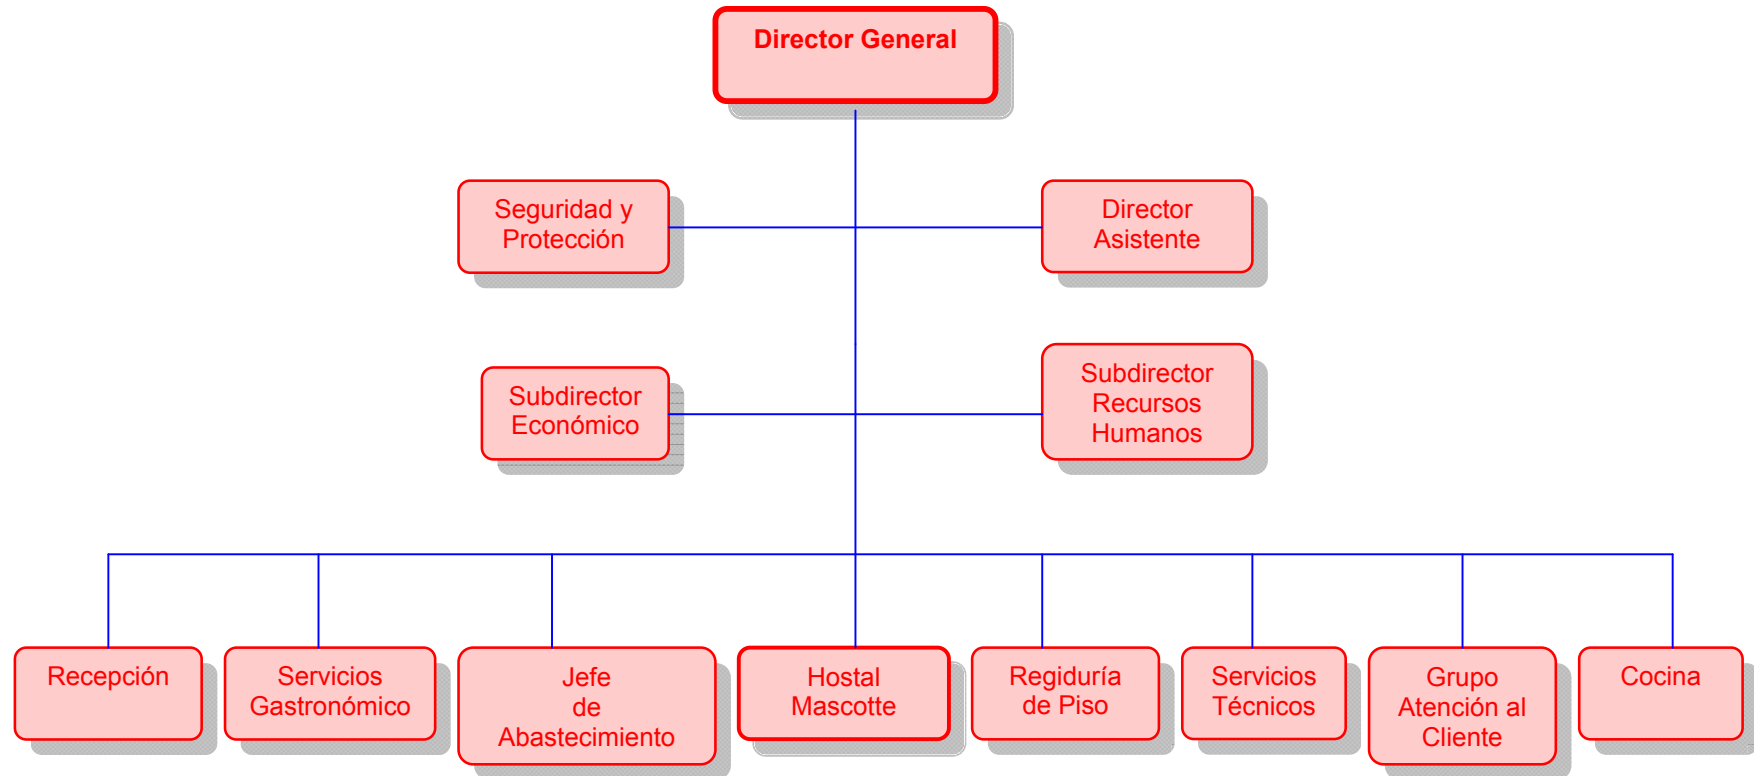 Director General
Seguridad y
Protección
Director
Asistente
Subdirector
Económico
Subdirector
Recursos
Humanos
Recepción
Servicios
Gastronómico
Jefe
de
Abastecimiento
Hostal
Mascotte
Regiduría
de Piso
Servicios
Técnicos
Grupo
Atención al
Cliente
Cocina